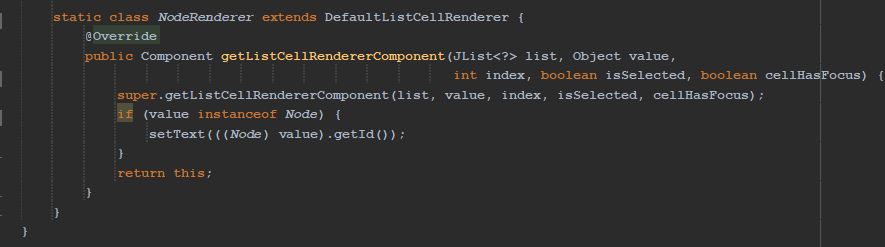 static class NodeRenderer extends DefaultListCellRenderer {
@Override
public Component getListCellRendererComponent(JList<?> list, Object value,
int index, boolean isSelected, boolean cellHasFocus) {
super.getListCellRendererComponent(list, value, index, isSelected, cellHasFocus);
if (value instanceof Node) {
setText(((Node) value).getId());
}
return this;
}
}
}